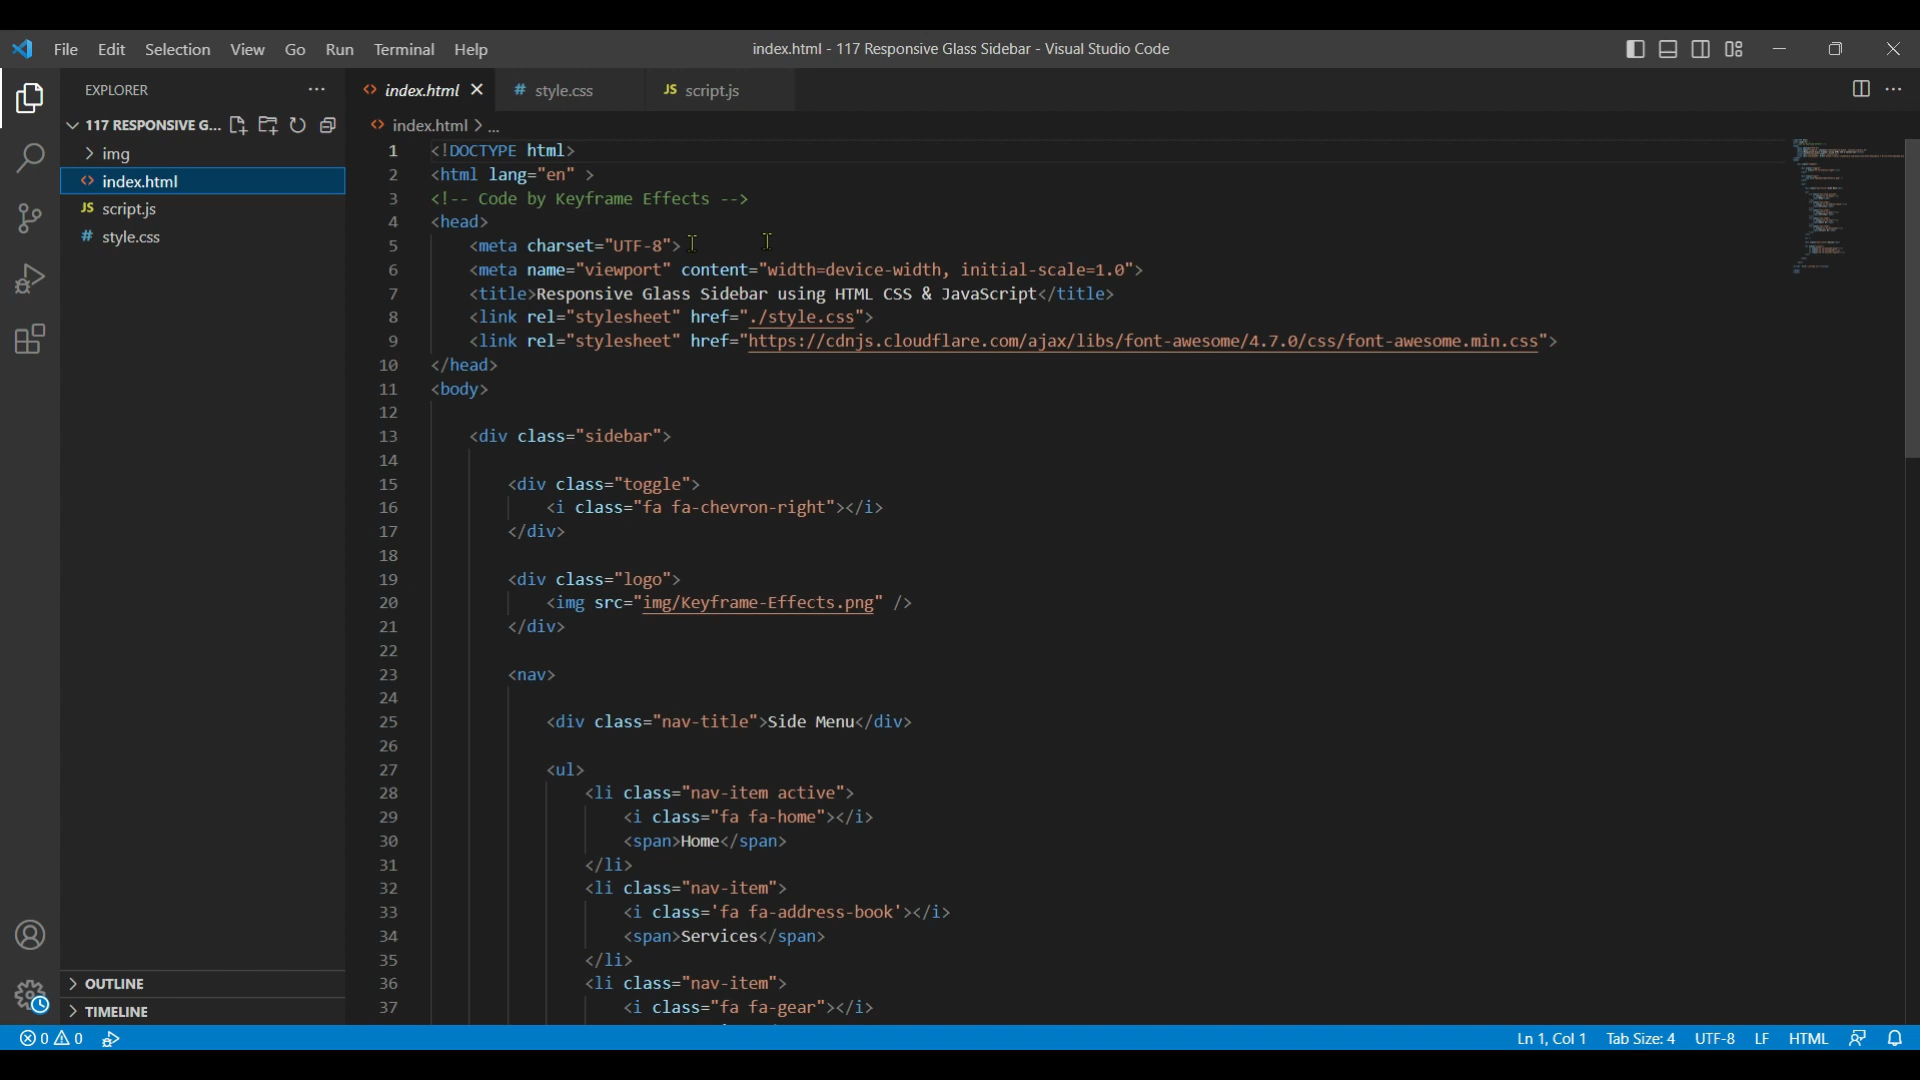 File Edit Selection View Go Run Terminal Help
index.html - 117 Responsive Glass Sidebar - Visual Studio Code
EXPLORER
117 RESPONSIVE G...
img
index.html
JS script.js
# style.css
OUTLINE
TIMELINE
index.html
# style.css
JS script.js
index.html > ...
1 <!DOCTYPE html>
2 <html lang="en" >
3 <!-- Code by Keyframe Effects -->
4 <head>
5 <meta charset="UTF-8">
6 <meta name="viewport" content="width=device-width, initial-scale=1.0">
7 <title>Responsive Glass Sidebar using HTML CSS & JavaScript</title>
8 <link rel="stylesheet" href="./style.css">
9 <link rel="stylesheet" href="https://cdnjs.cloudflare.com/ajax/libs/font-awesome/4.7.0/css/font-awesome.min.css">
10 </head>
11 <body>
12
13 <div class="sidebar">
14
15 <div class="toggle">
16 <i class="fa fa-chevron-right"></i>
17 </div>
18
19 <div class="logo">
20 <img src="img/Keyframe-Effects.png" />
21 </div>
22
23 <nav>
24
25 <div class="nav-title">Side Menu</div>
26
27 <ul>
28 <li class="nav-item active">
29 <i class="fa fa-home"></i>
30 <span>Home</span>
31 </li>
32 <li class="nav-item">
33 <i class='fa fa-address-book'></i>
34 <span>Services</span>
35 </li>
36 <li class="nav-item">
37 <i class="fa fa-gear"></i>
0 0
Ln 1, Col 1 Tab Size: 4 UTF-8 LF HTML